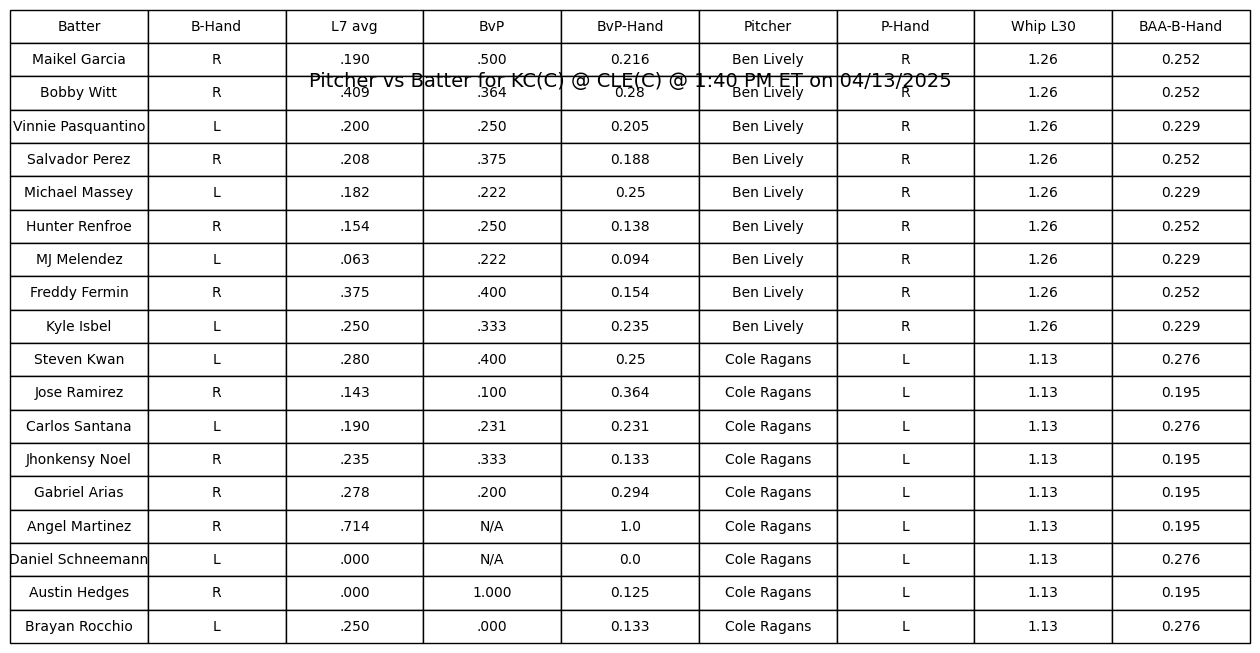 Batter B-Hand L7 avg BvP BvP-Hand Pitcher P-Hand Whip L30 BAA-B-Hand
Maikel Garcia R .190 .500 0.216 Ben Lively R 1.26 0.252
Pitcher vs Batter for KC(C) @ CLE(C) @ 1:40 PM ET on 04/13/2025
Bobby Witt R .409 .364 0.28 Ben Lively R 1.26 0.252
Vinnie Pasquantino L .200 .250 0.205 Ben Lively R 1.26 0.229
Salvador Perez R .208 .375 0.188 Ben Lively R 1.26 0.252
Michael Massey L .182 .222 0.25 Ben Lively R 1.26 0.229
Hunter Renfroe R .154 .250 0.138 Ben Lively R 1.26 0.252
MJ Melendez L .063 .222 0.094 Ben Lively R 1.26 0.229
Freddy Fermin R .375 .400 0.154 Ben Lively R 1.26 0.252
Kyle Isbel L .250 .333 0.235 Ben Lively R 1.26 0.229
Steven Kwan L .280 .400 0.25 Cole Ragans L 1.13 0.276
Jose Ramirez R .143 .100 0.364 Cole Ragans L 1.13 0.195
Carlos Santana L .190 .231 0.231 Cole Ragans L 1.13 0.276
Jhonkensy Noel R .235 .333 0.133 Cole Ragans L 1.13 0.195
Gabriel Arias R .278 .200 0.294 Cole Ragans L 1.13 0.195
Angel Martinez R .714 N/A 1.0 Cole Ragans L 1.13 0.195
Daniel Schneemann L .000 N/A 0.0 Cole Ragans L 1.13 0.276
Austin Hedges R .000 1.000 0.125 Cole Ragans L 1.13 0.195
Brayan Rocchio L .250 .000 0.133 Cole Ragans L 1.13 0.276